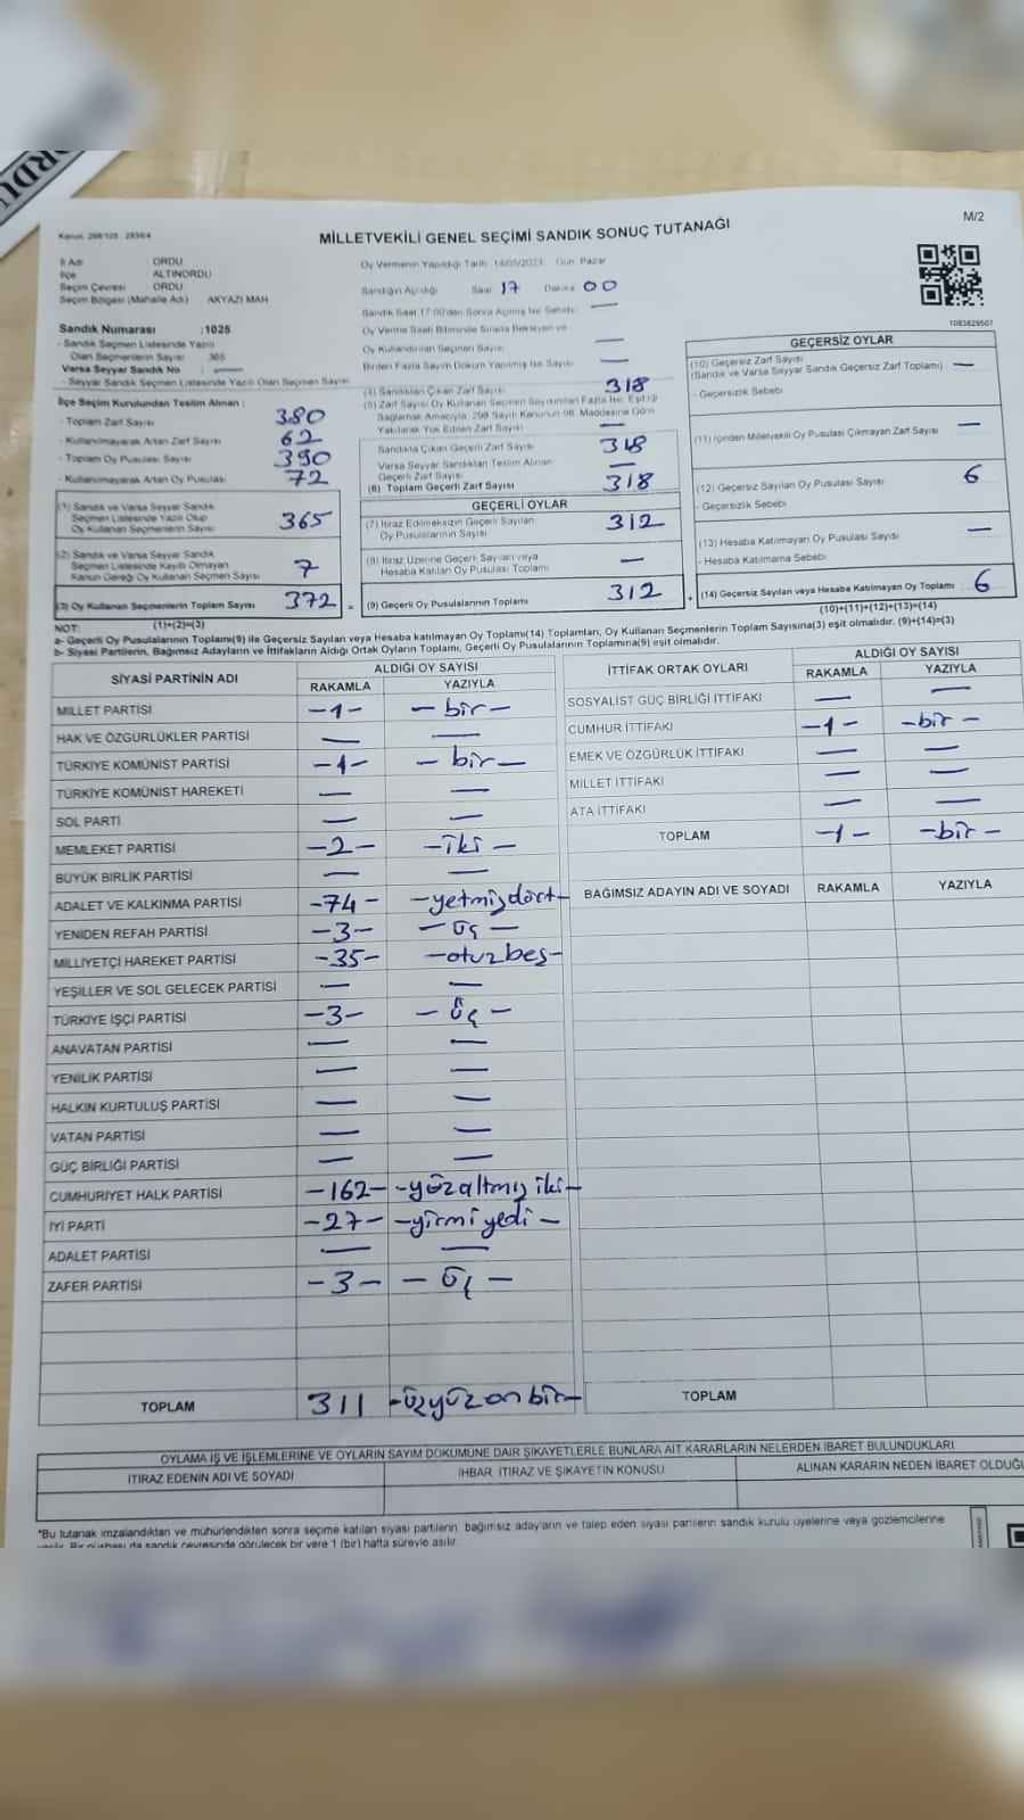 ORDU
M/2
MİLLETVEKİLİ GENEL SEÇİMİ SANDIK SONUÇ TUTANAĞI
İl Adı ORDU
İlçe ALTINORDU
Seçim Çevresi ORDU
Seçim Bölgesi (Mahalle Adı) AKYAZI MAH
Oy Vermenin Yapıldığı Tarih 14/05/2023 Gün Pazar
Sandığın Açıldığı Saat 17 Dakika 00
Sandık Saat 17:00'den Sonra Açılmış İse Sebebi —
Oy Verme Saati Bitiminde Sırada Bekleyen ve
Oy Kullandırılan Seçmen Sayısı —
Birden Fazla Sayım Döküm Yapılmış İse Sayısı —
Sandık Numarası :1025
- Sandık Seçmen Listesinde Yazılı
Olan Seçmenlerin Sayısı
Varsa Seyyar Sandık No : —
- Seyyar Sandık Seçmen Listesinde Yazılı Olan Seçmen Sayısı
İlçe Seçim Kurulundan Teslim Alınan :
- Toplam Zarf Sayısı 380
- Kullanılmayarak Artan Zarf Sayısı 62
- Toplam Oy Pusulası Sayısı 390
- Kullanılmayarak Artan Oy Pusulası 72
(1) Sandık ve Varsa Seyyar Sandık
Seçmen Listesinde Yazılı Olup
Oy Kullanan Seçmenlerin Sayısı 365
(2) Sandık ve Varsa Seyyar Sandık
Seçmen Listesinde Kayıtlı Olmayan
Kanun Gereği Oy Kullanan Seçmen Sayısı 7
(3) Oy Kullanan Seçmenlerin Toplam Sayısı 372
(1)+(2)=(3)
(4) Sandıktan Çıkan Zarf Sayısı 318
(5) Zarf Sayısı Oy Kullanan Seçmen Sayısından Fazla İse, Eşitliği
Sağlamak Amacıyla, 298 Sayılı Kanunun 98. Maddesine Göre
Yakılarak Yok Edilen Zarf Sayısı —
Sandıkta Çıkan Geçerli Zarf Sayısı 318
Varsa Seyyar Sandıktan Teslim Alınan
Geçerli Zarf Sayısı —
(6) Toplam Geçerli Zarf Sayısı 318
GEÇERLİ OYLAR
(7) İtiraz Edilmeksizin Geçerli Sayılan
Oy Pusulalarının Sayısı 312
(8) İtiraz Üzerine Geçerli Sayılan veya
Hesaba Katılan Oy Pusulası Toplamı —
= (9) Geçerli Oy Pusulalarının Toplamı 312
1083829507
GEÇERSİZ OYLAR
(10) Geçersiz Zarf Sayısı
(Sandık ve Varsa Seyyar Sandık Geçersiz Zarf Toplamı) —
- Geçersizlik Sebebi
(11) İçinden Milletvekili Oy Pusulası Çıkmayan Zarf Sayısı —
(12) Geçersiz Sayılan Oy Pusulası Sayısı 6
- Geçersizlik Sebebi
(13) Hesaba Katılmayan Oy Pusulası Sayısı —
- Hesaba Katılmama Sebebi
+ (14) Geçersiz Sayılan veya Hesaba Katılmayan Oy Toplamı 6
(10)+(11)+(12)+(13)=(14)
NOT:
a- Geçerli Oy Pusulalarının Toplamı(9) ile Geçersiz Sayılan veya Hesaba katılmayan Oy Toplamı(14) Toplamları, Oy Kullanan Seçmenlerin Toplam Sayısına(3) eşit olmalıdır. (9)+(14)=(3)
b- Siyasi Partilerin, Bağımsız Adayların ve İttifakların Aldığı Oyların Toplamı, Geçerli Oy Pusulalarının Toplamına(9) eşit olmalıdır.
SİYASİ PARTİNİN ADI ALDIĞI OY SAYISI
RAKAMLA YAZIYLA
MİLLET PARTİSİ -1- - bir -
HAK VE ÖZGÜRLÜKLER PARTİSİ — —
TÜRKİYE KOMÜNİST PARTİSİ -1- - bir -
TÜRKİYE KOMÜNİST HAREKETİ — —
SOL PARTİ — —
MEMLEKET PARTİSİ -2- - iki -
BÜYÜK BİRLİK PARTİSİ — —
ADALET VE KALKINMA PARTİSİ -74- -yetmişdört-
YENİDEN REFAH PARTİSİ -3- - üç -
MİLLİYETÇİ HAREKET PARTİSİ -35- -otuzbeş-
YEŞİLLER VE SOL GELECEK PARTİSİ — —
TÜRKİYE İŞÇİ PARTİSİ -3- - üç -
ANAVATAN PARTİSİ — —
YENİLİK PARTİSİ — —
HALKIN KURTULUŞ PARTİSİ — —
VATAN PARTİSİ — —
GÜÇ BİRLİĞİ PARTİSİ — —
CUMHURİYET HALK PARTİSİ -162- -yüzaltmış iki-
İYİ PARTİ -27- -yirmi yedi-
ADALET PARTİSİ — —
ZAFER PARTİSİ -3- - üç -
TOPLAM 311 -üçyüzonbir-
İTTİFAK ORTAK OYLARI ALDIĞI OY SAYISI
RAKAMLA YAZIYLA
SOSYALİST GÜÇ BİRLİĞİ İTTİFAKI — —
CUMHUR İTTİFAKI -1- -bir-
EMEK VE ÖZGÜRLÜK İTTİFAKI — —
MİLLET İTTİFAKI — —
ATA İTTİFAKI — —
TOPLAM -1- -bir-
BAĞIMSIZ ADAYIN ADI VE SOYADI RAKAMLA YAZIYLA
TOPLAM
OYLAMA İŞ VE İŞLEMLERİNE VE OYLARIN SAYIM DÖKÜMÜNE DAİR ŞİKAYETLERLE BUNLARA AİT KARARLARIN NELERDEN İBARET BULUNDUKLARI
İTİRAZ EDENİN ADI VE SOYADI İHBAR, İTİRAZ VE ŞİKAYETİN KONUSU ALINAN KARARIN NEDEN İBARET OLDUĞU
*Bu tutanak imzalandıktan ve mühürlendikten sonra seçime katılan siyasi partilerin, bağımsız adayların ve talep eden siyasi partilerin sandık kurulu üyelerine veya gözlemcilerine
verilir. Bir nüshası da sandık çevresinde görülecek bir yere 1 (bir) hafta süreyle asılır.